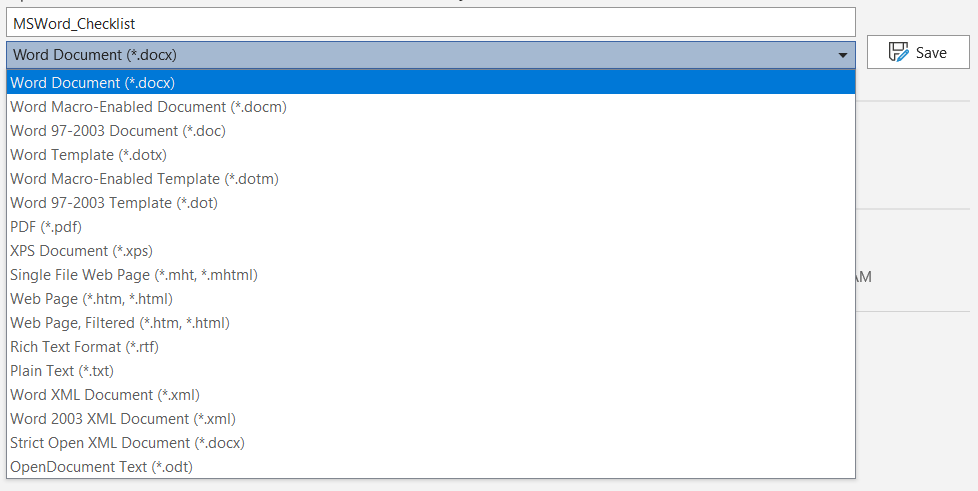 MSWord_Checklist
Word Document (*.docx)
Save
Word Document (*.docx)
Word Macro-Enabled Document (*.docm)
Word 97-2003 Document (*.doc)
Word Template (*.dotx)
Word Macro-Enabled Template (*.dotm)
Word 97-2003 Template (*.dot)
PDF (*.pdf)
XPS Document (*.xps)
Single File Web Page (*.mht, *.mhtml)
AM
Web Page (*.htm, *.html)
Web Page, Filtered (*.htm, *.html)
Rich Text Format (*.rtf)
Plain Text (*.txt)
Word XML Document (*.xml)
Word 2003 XML Document (*.xml)
Strict Open XML Document (*.docx)
OpenDocument Text (*.odt)